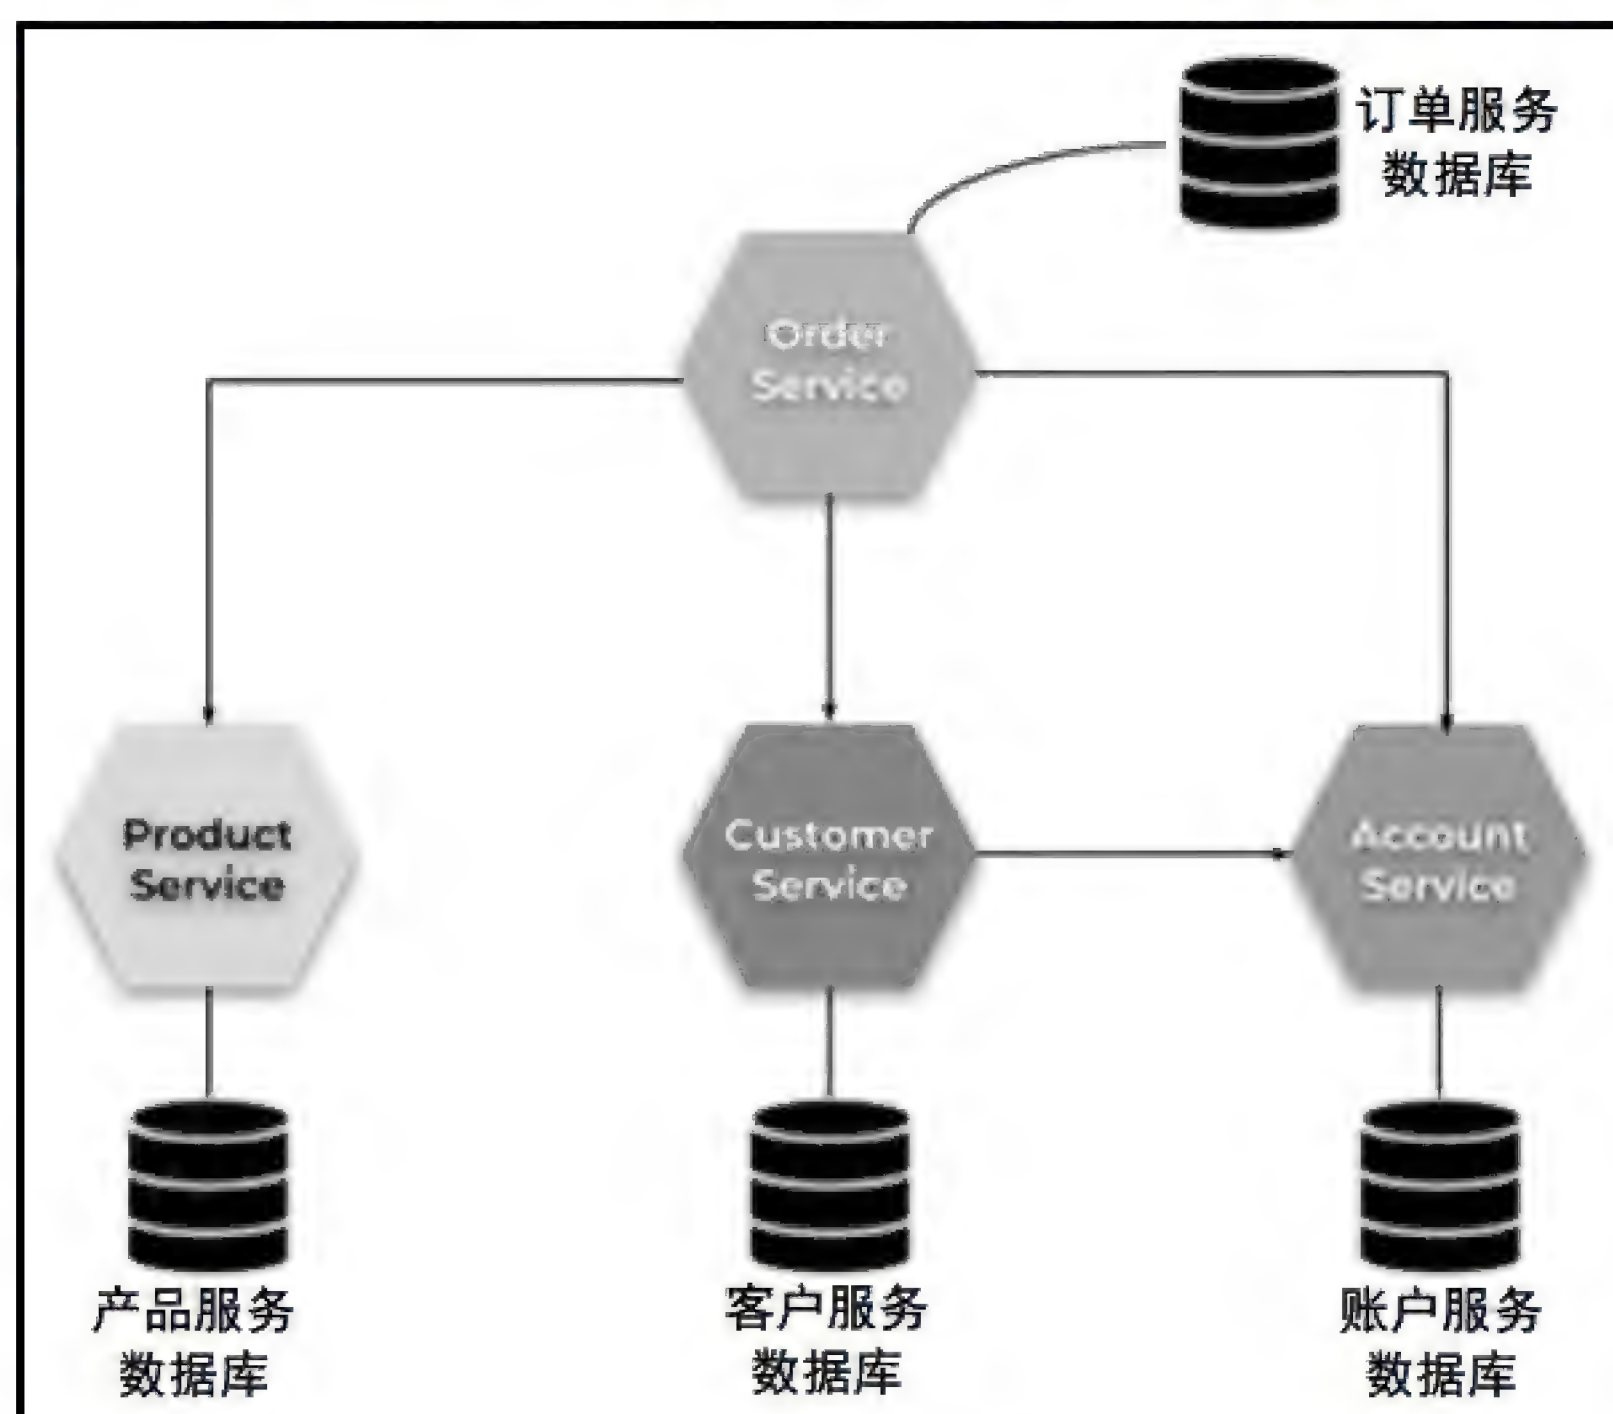 订单服务
数据库
Order
Service
Product
Service
Customer
Service
Account
Service
产品服务
数据库
客户服务
数据库
账户服务
数据库